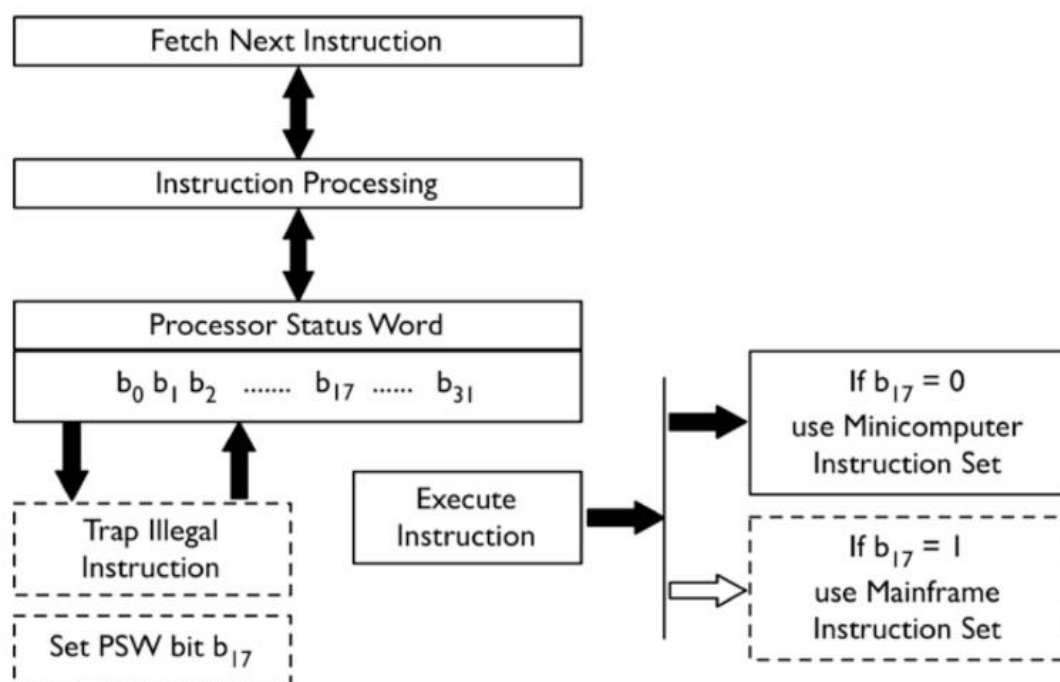 Fetch Next Instruction
Instruction Processing
Processor Status Word
b₀ b₁ b₂ ....... b₁₇ ...... b₃₁
Trap Illegal
Instruction
Set PSW bit b₁₇
Execute
Instruction
If b₁₇ = 0
use Minicomputer
Instruction Set
If b₁₇ = 1
use Mainframe
Instruction Set